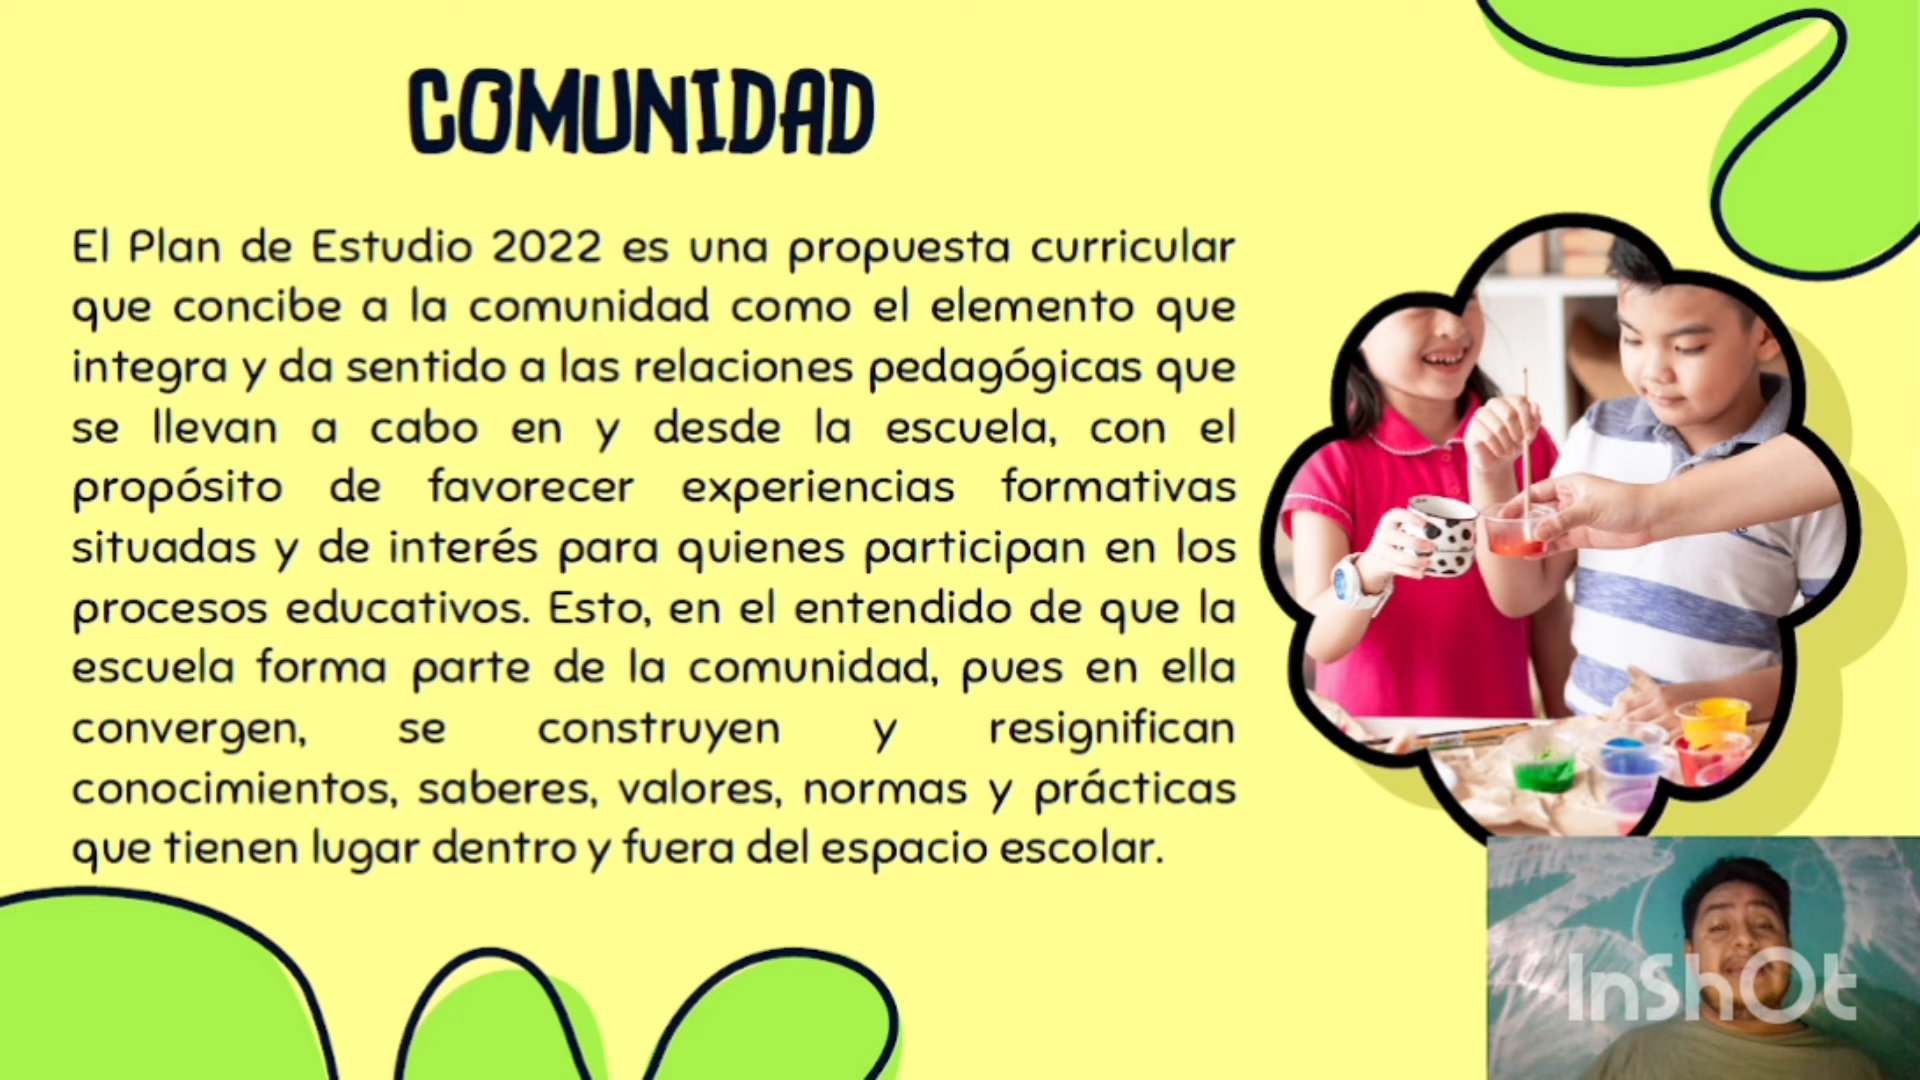 COMUNIDAD
El Plan de Estudio 2022 es una propuesta curricular
que concibe a la comunidad como el elemento que
integra y da sentido a las relaciones pedagógicas que
se llevan a cabo en y desde la escuela, con el
propósito de favorecer experiencias formativas
situadas y de interés para quienes participan en los
procesos educativos. Esto, en el entendido de que la
escuela forma parte de la comunidad, pues en ella
convergen, se construyen y resignifican
conocimientos, saberes, valores, normas y prácticas
que tienen lugar dentro y fuera del espacio escolar.
InShOt